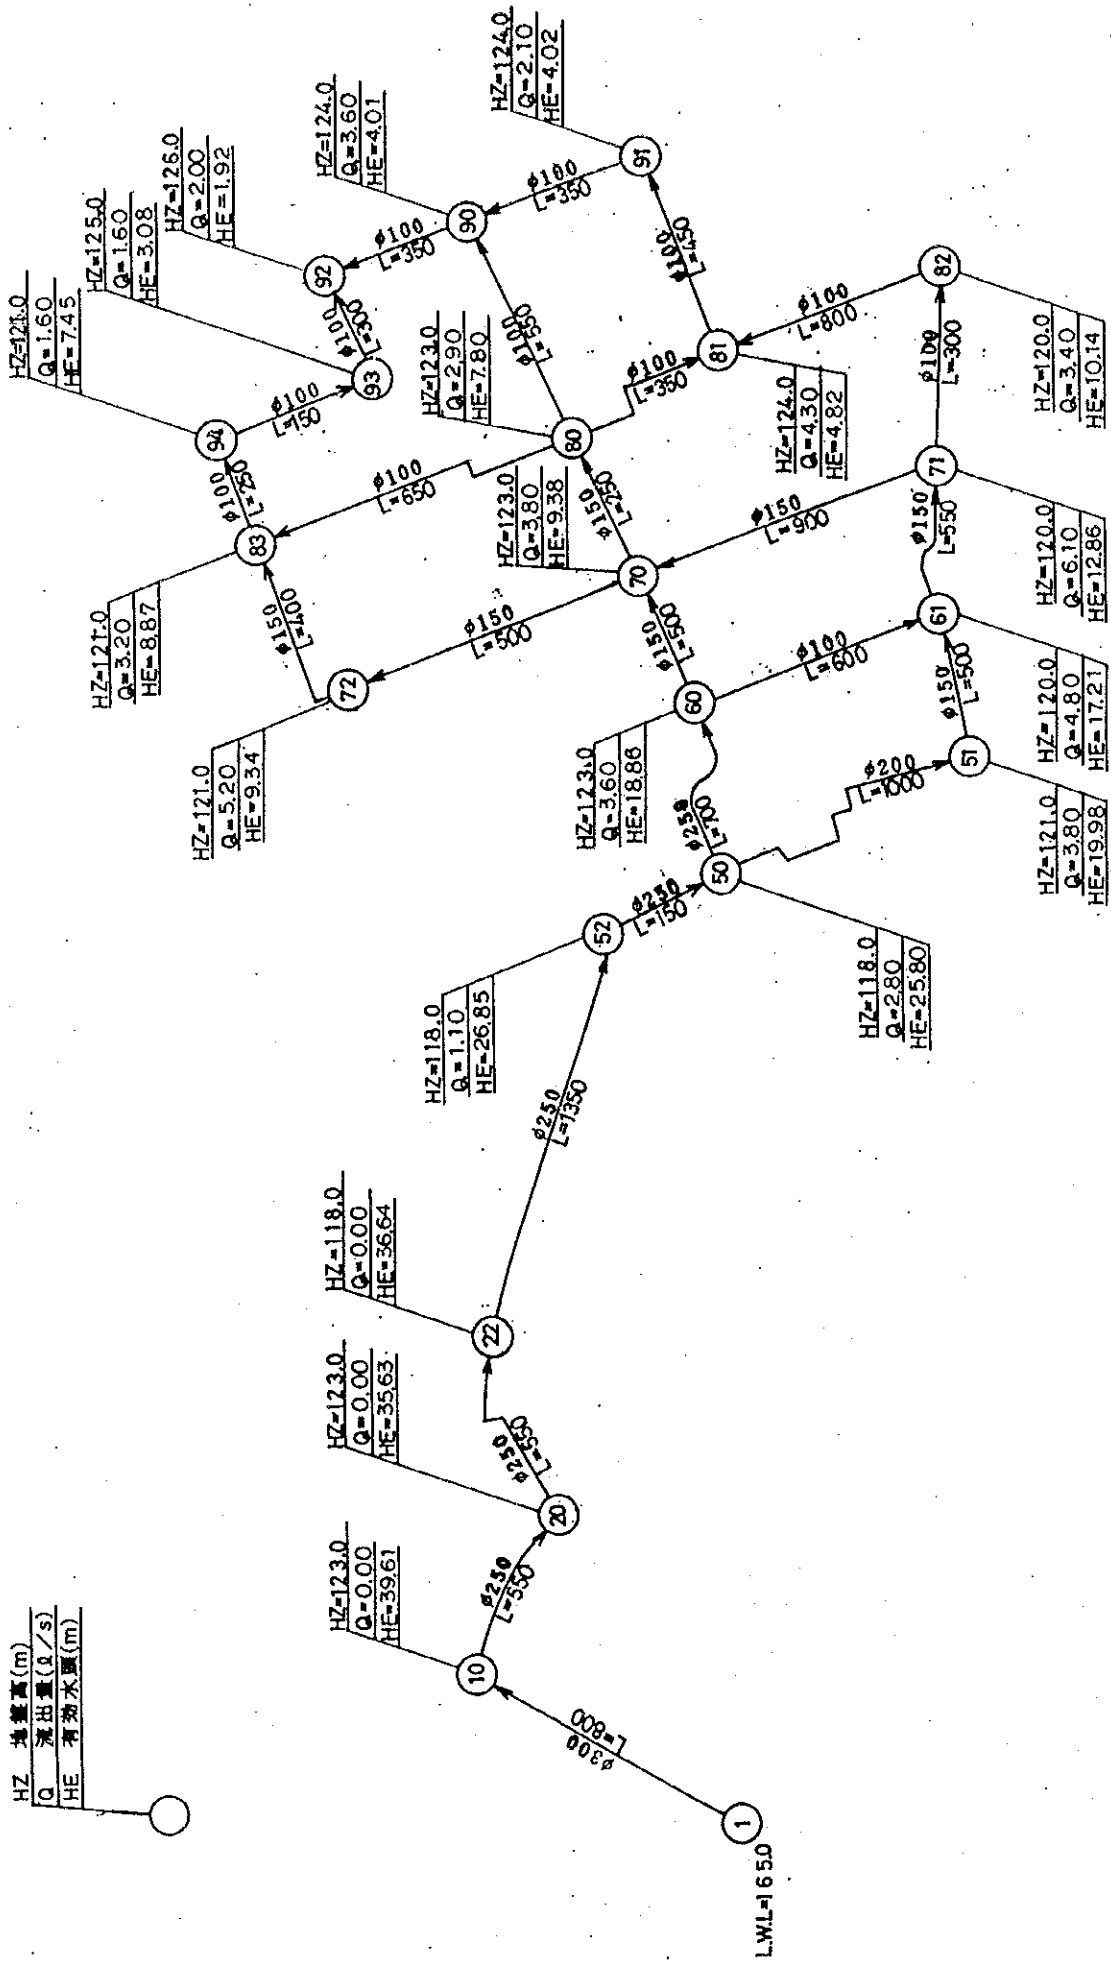 HZ 地盤高(m)
Q 流出量(ℓ/s)
HE 有効水頭(m)
1
L.W.L=165.0
φ300
L=800
10
HZ=123.0
Q=0.00
HE=39.61
φ250
L=550
20
HZ=123.0
Q=0.00
HE=35.63
φ250
L=550
22
HZ=118.0
Q=0.00
HE=36.64
φ250
L=1350
52
HZ=118.0
Q=1.10
HE=26.85
φ250
L=150
50
HZ=118.0
Q=2.80
HE=25.80
φ250
L=700
φ200
L=1000
51
HZ=121.0
Q=3.80
HE=19.98
φ150
L=500
60
HZ=123.0
Q=3.60
HE=18.86
φ150
L=500
φ100
L=600
61
HZ=120.0
Q=4.80
HE=17.21
φ150
L=550
72
HZ=121.0
Q=5.20
HE=9.34
φ150
L=400
φ150
L=500
70
HZ=123.0
Q=3.80
HE=9.38
φ150
L=250
φ150
L=900
71
HZ=120.0
Q=6.10
HE=12.86
φ100
L=300
83
HZ=121.0
Q=3.20
HE=8.87
φ100
L=250
φ100
L=650
80
HZ=123.0
Q=2.90
HE=7.80
φ100
L=550
φ100
L=350
81
HZ=124.0
Q=4.30
HE=4.82
φ100
L=450
φ100
L=800
82
HZ=120.0
Q=3.40
HE=10.14
94
HZ=121.0
Q=1.60
HE=7.45
φ100
L=150
93
HZ=125.0
Q=1.60
HE=3.08
φ100
L=300
92
HZ=126.0
Q=2.00
HE=1.92
φ100
L=350
90
HZ=124.0
Q=3.60
HE=4.01
φ100
L=350
91
HZ=124.0
Q=2.10
HE=4.02